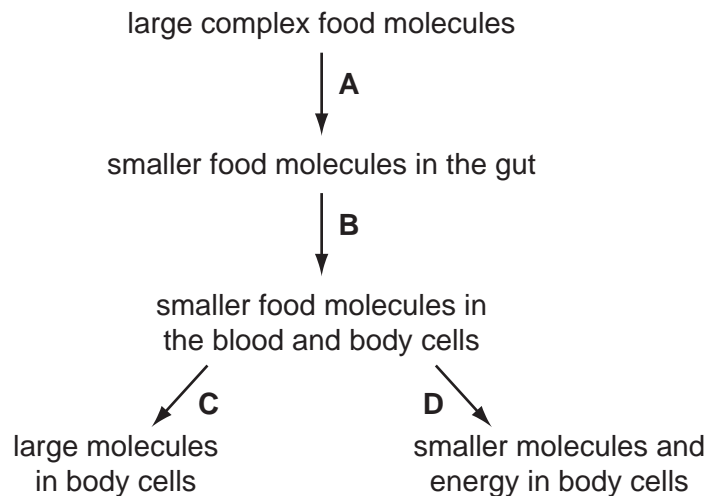 large complex food molecules
A
smaller food molecules in the gut
B
smaller food molecules in
the blood and body cells
C
D
large molecules
in body cells
smaller molecules and
energy in body cells